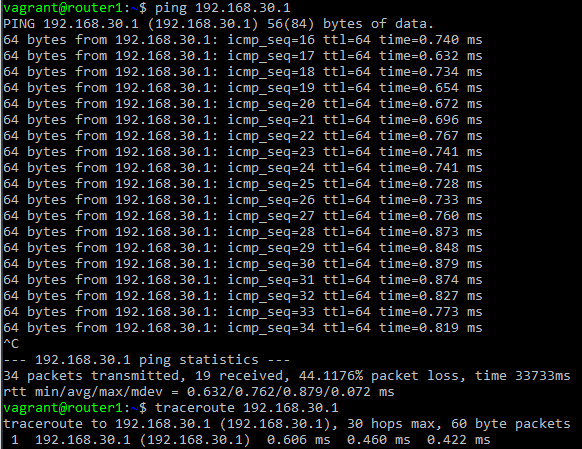 vagrant@router1:~$ ping 192.168.30.1
PING 192.168.30.1 (192.168.30.1) 56(84) bytes of data.
64 bytes from 192.168.30.1: icmp_seq=16 ttl=64 time=0.740 ms
64 bytes from 192.168.30.1: icmp_seq=17 ttl=64 time=0.632 ms
64 bytes from 192.168.30.1: icmp_seq=18 ttl=64 time=0.734 ms
64 bytes from 192.168.30.1: icmp_seq=19 ttl=64 time=0.654 ms
64 bytes from 192.168.30.1: icmp_seq=20 ttl=64 time=0.672 ms
64 bytes from 192.168.30.1: icmp_seq=21 ttl=64 time=0.696 ms
64 bytes from 192.168.30.1: icmp_seq=22 ttl=64 time=0.767 ms
64 bytes from 192.168.30.1: icmp_seq=23 ttl=64 time=0.741 ms
64 bytes from 192.168.30.1: icmp_seq=24 ttl=64 time=0.741 ms
64 bytes from 192.168.30.1: icmp_seq=25 ttl=64 time=0.728 ms
64 bytes from 192.168.30.1: icmp_seq=26 ttl=64 time=0.733 ms
64 bytes from 192.168.30.1: icmp_seq=27 ttl=64 time=0.760 ms
64 bytes from 192.168.30.1: icmp_seq=28 ttl=64 time=0.873 ms
64 bytes from 192.168.30.1: icmp_seq=29 ttl=64 time=0.848 ms
64 bytes from 192.168.30.1: icmp_seq=30 ttl=64 time=0.879 ms
64 bytes from 192.168.30.1: icmp_seq=31 ttl=64 time=0.874 ms
64 bytes from 192.168.30.1: icmp_seq=32 ttl=64 time=0.827 ms
64 bytes from 192.168.30.1: icmp_seq=33 ttl=64 time=0.773 ms
64 bytes from 192.168.30.1: icmp_seq=34 ttl=64 time=0.819 ms
^C
--- 192.168.30.1 ping statistics ---
34 packets transmitted, 19 received, 44.1176% packet loss, time 33733ms
rtt min/avg/max/mdev = 0.632/0.762/0.879/0.072 ms
vagrant@router1:~$ traceroute 192.168.30.1
traceroute to 192.168.30.1 (192.168.30.1), 30 hops max, 60 byte packets
 1  192.168.30.1 (192.168.30.1)  0.606 ms  0.460 ms  0.422 ms